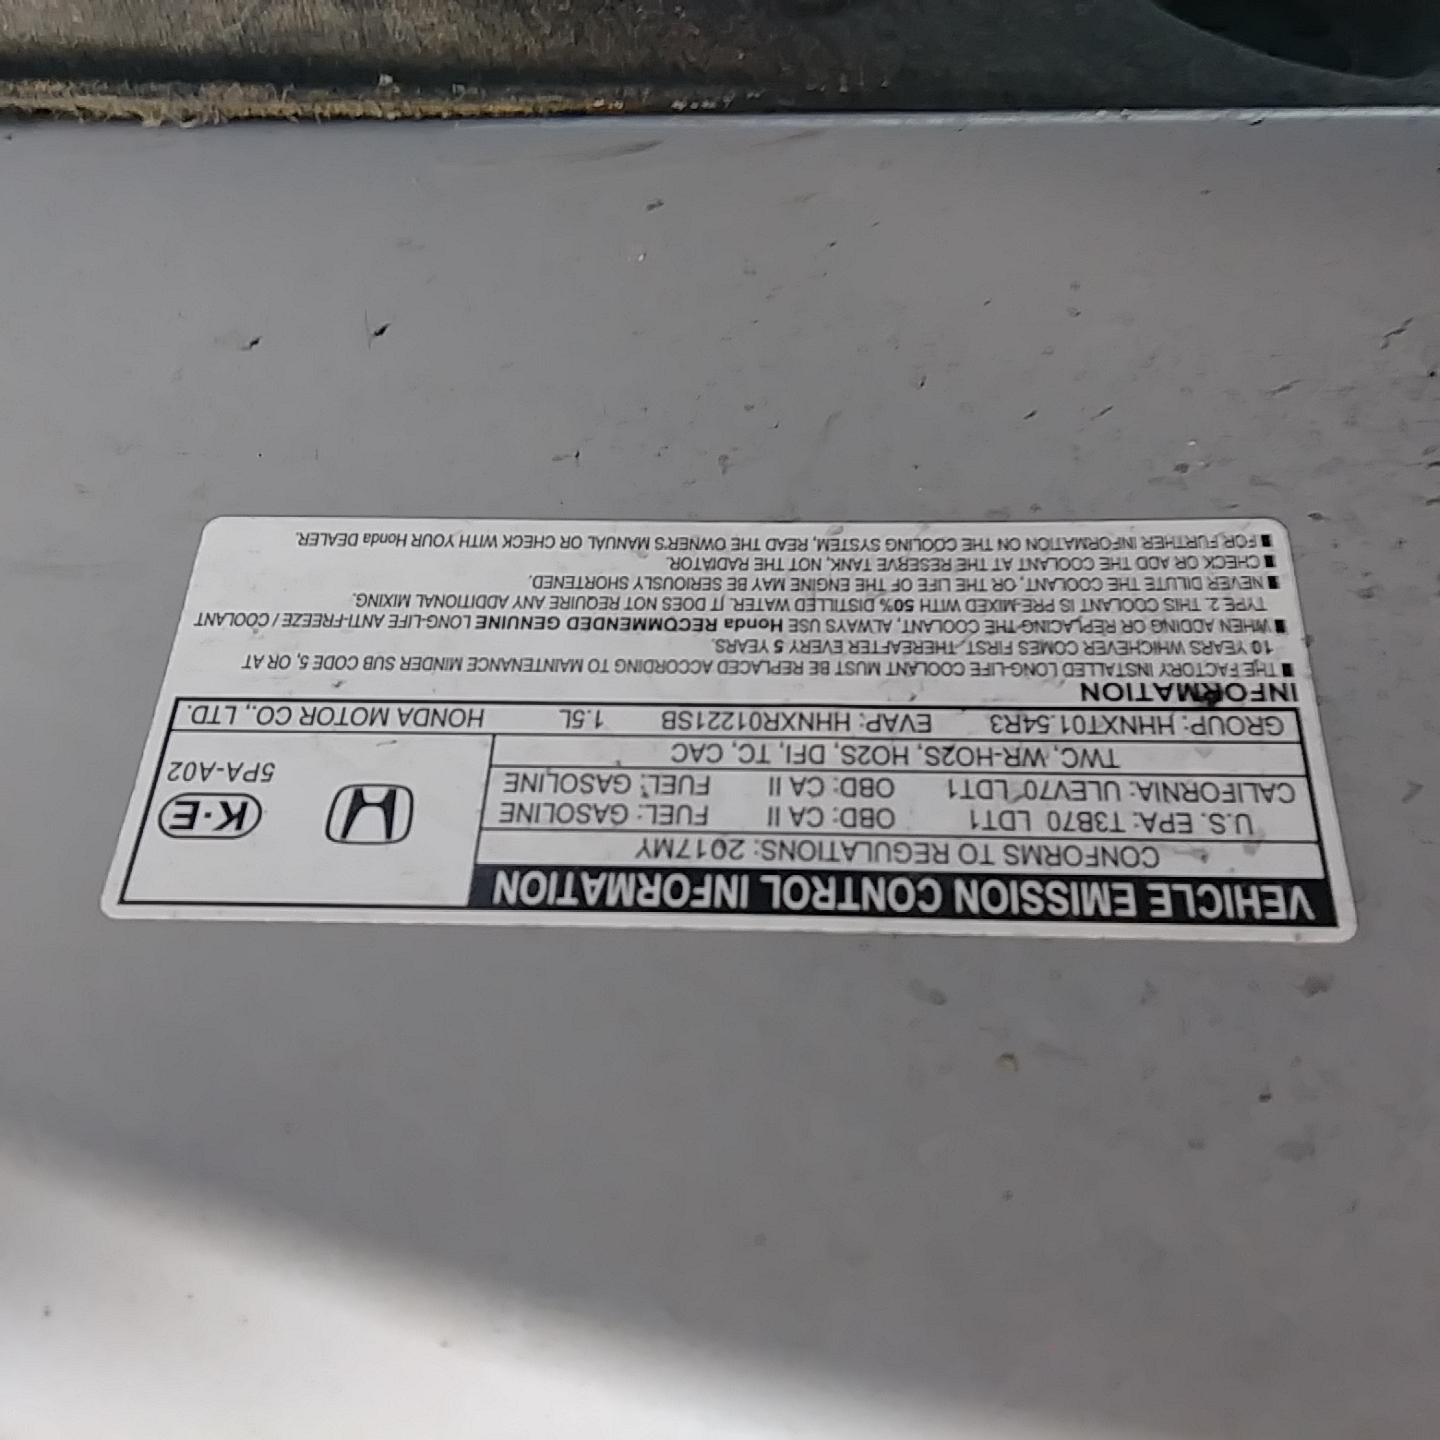 VEHICLE EMISSION CONTROL INFORMATION
CONFORMS TO REGULATIONS: 2017MY
U.S. EPA: T3B70 LDT1 OBD: CA II FUEL: GASOLINE
CALIFORNIA: ULEV70 LDT1 OBD: CA II FUEL: GASOLINE
TWC, WR-HO2S, HO2S, DFI, TC, CAC
K·E
5PA-A02
GROUP: HHNXT01.54R3 EVAP: HHNXR01221SB 1.5L HONDA MOTOR CO., LTD.
INFORMATION
■ THE FACTORY INSTALLED LONG-LIFE COOLANT MUST BE REPLACED ACCORDING TO MAINTENANCE MINDER SUB CODE 5, OR AT
10 YEARS WHICHEVER COMES FIRST, THEREAFTER EVERY 5 YEARS.
■ WHEN ADDING OR REPLACING THE COOLANT, ALWAYS USE Honda RECOMMENDED GENUINE LONG-LIFE ANTI-FREEZE / COOLANT
TYPE 2. THIS COOLANT IS PRE-MIXED WITH 50% DISTILLED WATER. IT DOES NOT REQUIRE ANY ADDITIONAL MIXING.
■ NEVER DILUTE THE COOLANT, OR THE LIFE OF THE ENGINE MAY BE SERIOUSLY SHORTENED.
■ CHECK OR ADD THE COOLANT AT THE RESERVE TANK, NOT THE RADIATOR.
■ FOR FURTHER INFORMATION ON THE COOLING SYSTEM, READ THE OWNER'S MANUAL OR CHECK WITH YOUR Honda DEALER.